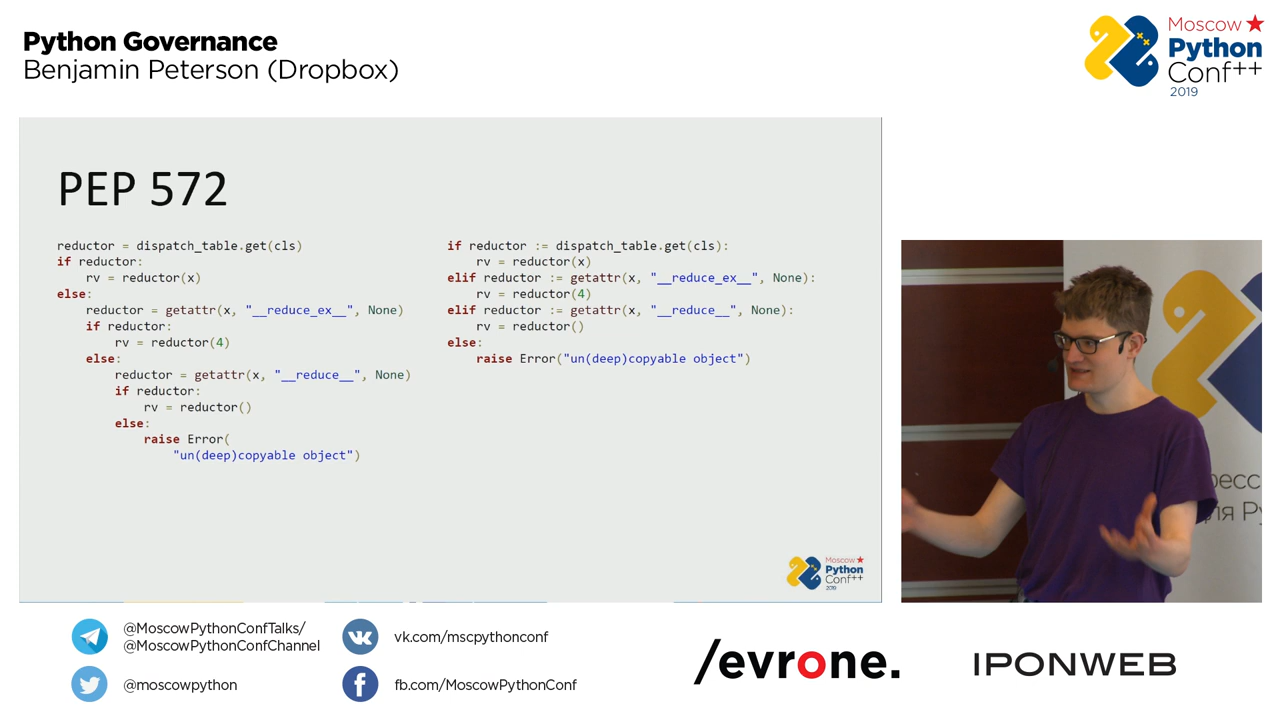 Python Governance
Benjamin Peterson (Dropbox)
Moscow
Python
Conf++
2019
PEP 572
reductor = dispatch_table.get(cls)
if reductor:
    rv = reductor(x)
else:
    reductor = getattr(x, "__reduce_ex__", None)
    if reductor:
        rv = reductor(4)
    else:
        reductor = getattr(x, "__reduce__", None)
        if reductor:
            rv = reductor()
        else:
            raise Error(
                "un(deep)copyable object")
if reductor := dispatch_table.get(cls):
    rv = reductor(x)
elif reductor := getattr(x, "__reduce_ex__", None):
    rv = reductor(4)
elif reductor := getattr(x, "__reduce__", None):
    rv = reductor()
else:
    raise Error("un(deep)copyable object")
Moscow
Python
Conf++
2019
@MoscowPythonConfTalks/
@MoscowPythonConfChannel
vk.com/mscpythonconf
@moscowpython
fb.com/MoscowPythonConf
/evrone.
IPONWEB